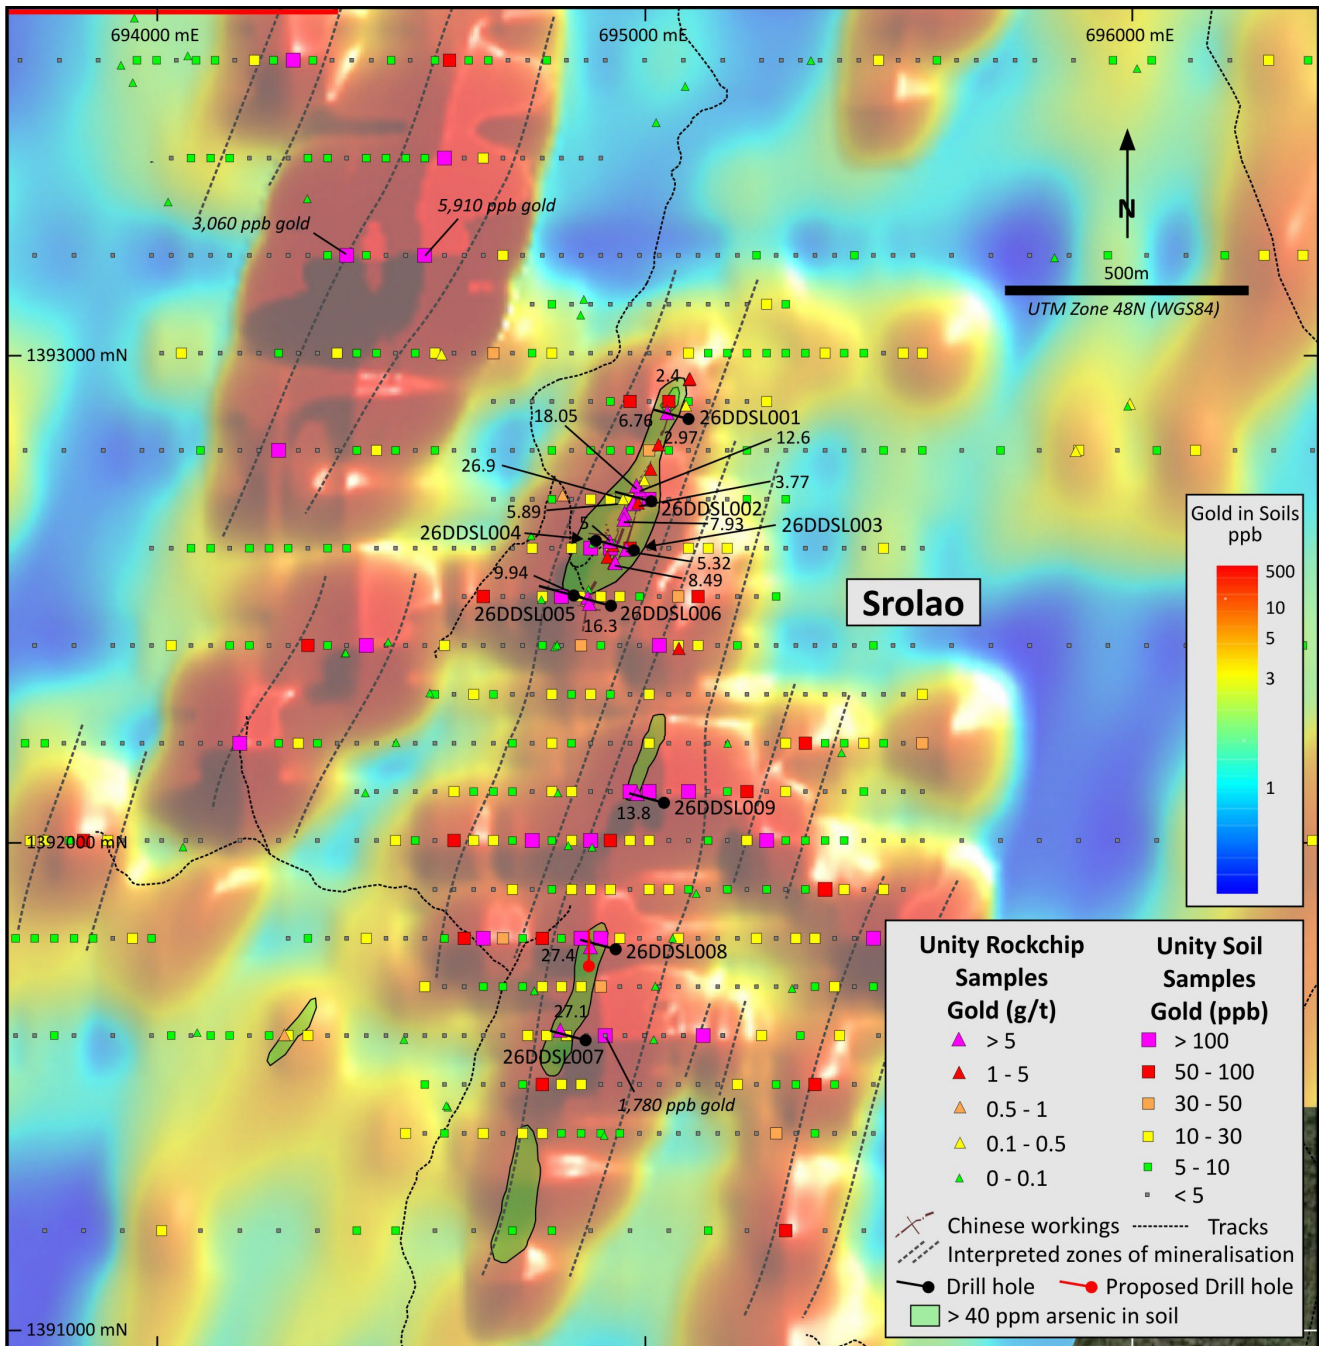 694000 mE
695000 mE
696000 mE
5,910 ppb gold
3,060 ppb gold
N
500m
UTM Zone 48N (WGS84)
1393000 mN
2.4
18.05
6.76
26DDSL001
2.97
12.6
26.9
3.77
5.89
26DDSL002
7.93
26DDSL003
5
26DDSL004
5.32
9.94
8.49
26DDSL005
26DDSL006
16.3
Srolao
Gold in Soils
ppb
500
10
5
3
1
13.8
26DDSL009
1392000 mN
27.4
26DDSL008
27.1
26DDSL007
1,780 ppb gold
1391000 mN
Unity Rockchip
Samples
Gold (g/t)
> 5
1 - 5
0.5 - 1
0.1 - 0.5
0 - 0.1
Unity Soil
Samples
Gold (ppb)
> 100
50 - 100
30 - 50
10 - 30
5 - 10
< 5
Chinese workings
Tracks
Interpreted zones of mineralisation
Drill hole
Proposed Drill hole
> 40 ppm arsenic in soil